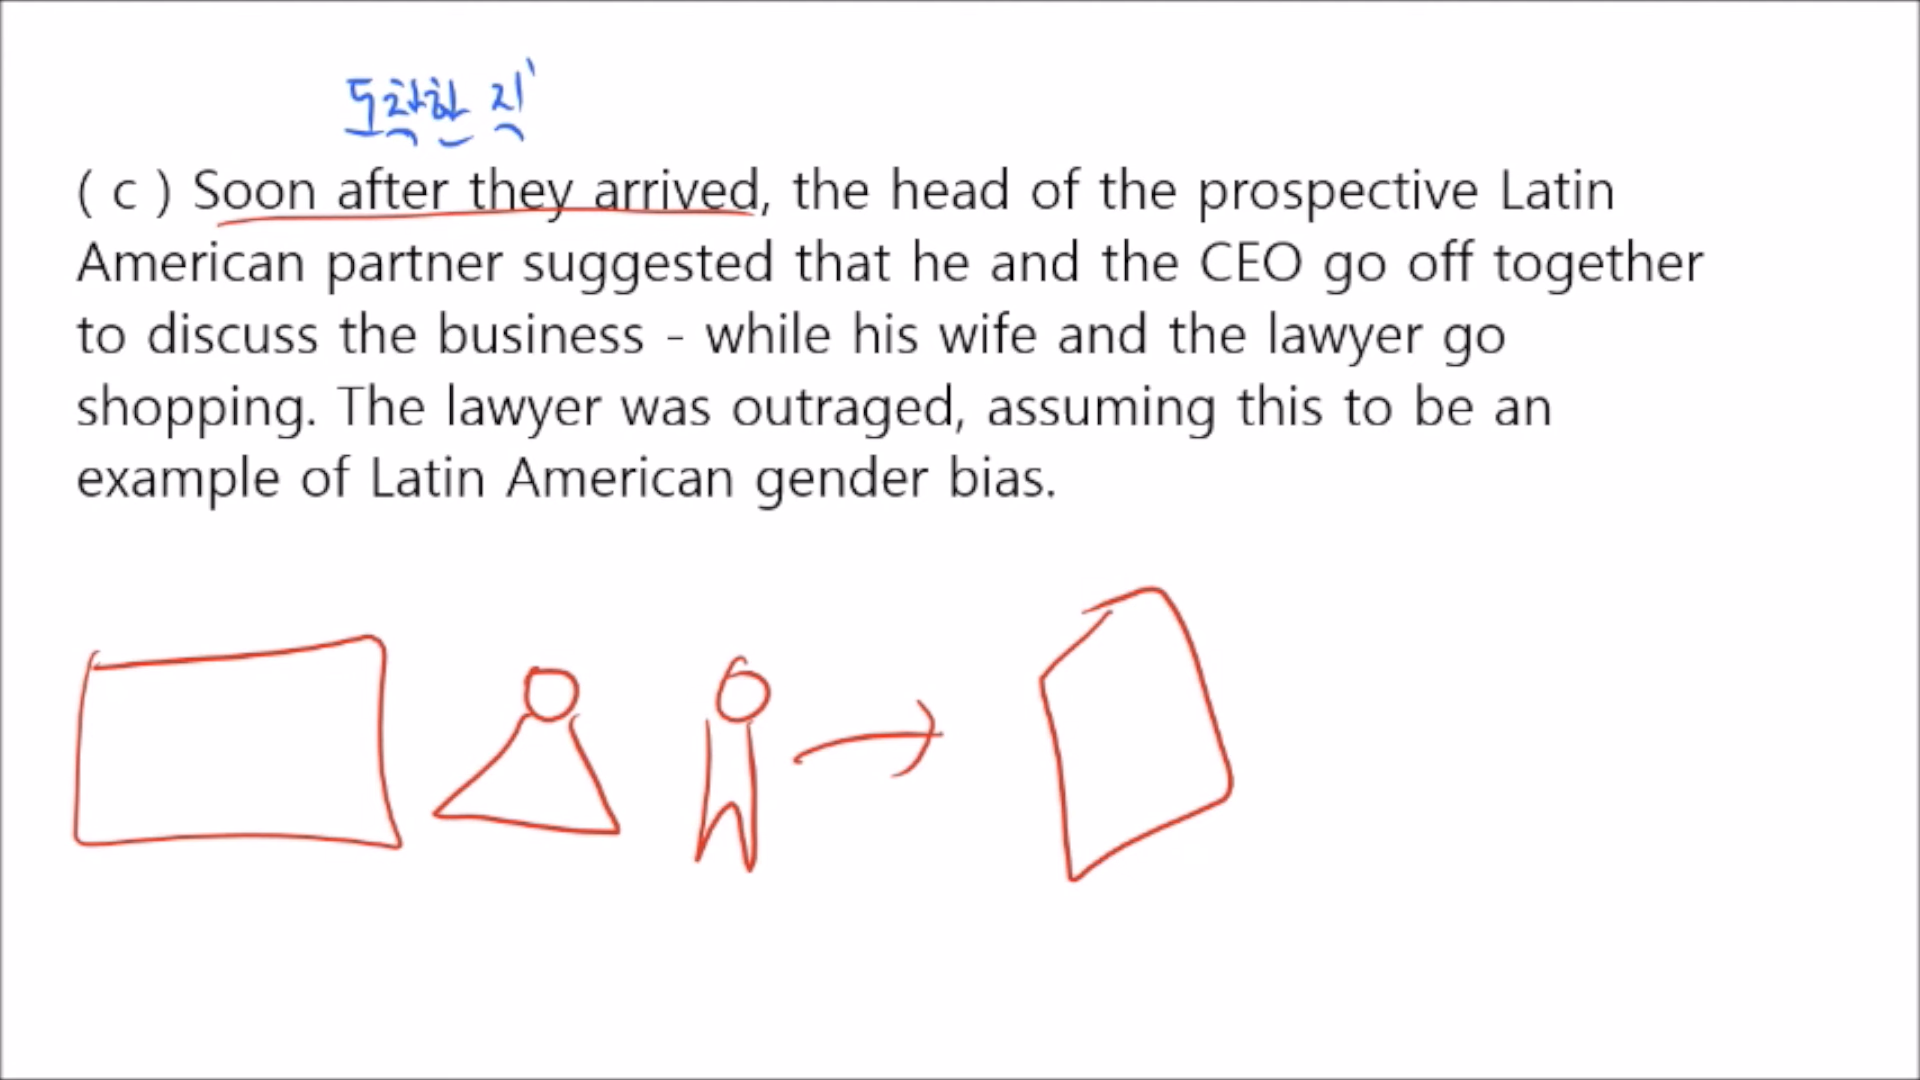 도착한 직
( c ) Soon after they arrived, the head of the prospective Latin
American partner suggested that he and the CEO go off together
to discuss the business - while his wife and the lawyer go
shopping. The lawyer was outraged, assuming this to be an
example of Latin American gender bias.